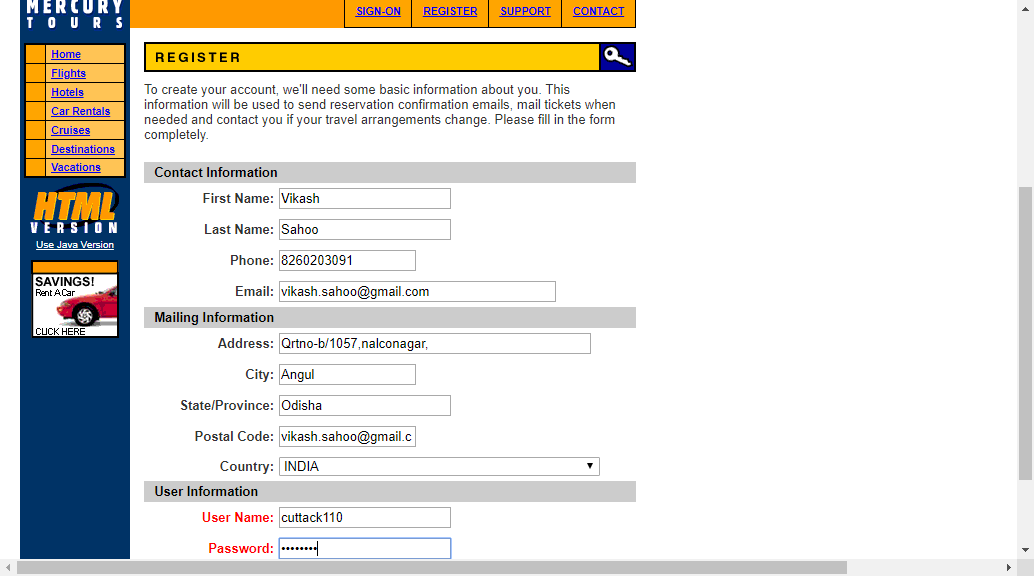 MERCURY
TOURS
SIGN-ON REGISTER SUPPORT CONTACT
Home
Flights
Hotels
Car Rentals
Cruises
Destinations
Vacations
HTML
VERSION
Use Java Version
SAVINGS!
Rent A Car
CLICK HERE
REGISTER
To create your account, we'll need some basic information about you. This
information will be used to send reservation confirmation emails, mail tickets when
needed and contact you if your travel arrangements change. Please fill in the form
completely.
Contact Information
First Name: Vikash
Last Name: Sahoo
Phone: 8260203091
Email: vikash.sahoo@gmail.com
Mailing Information
Address: Qrtno-b/1057,nalconagar,
City: Angul
State/Province: Odisha
Postal Code: vikash.sahoo@gmail.c
Country: INDIA
User Information
User Name: cuttack110
Password: ••••••••